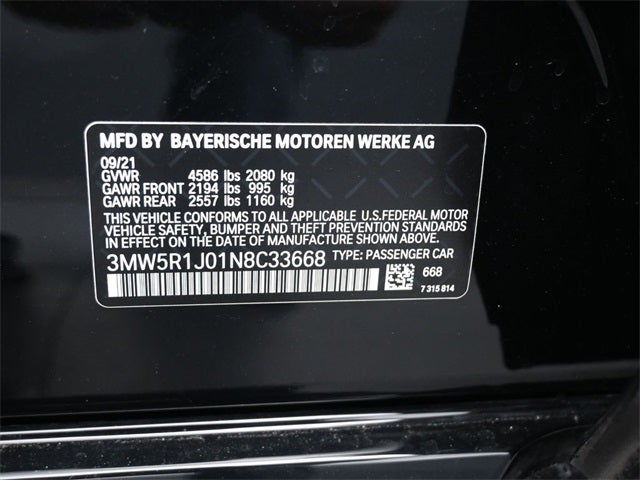 MFD BY BAYERISCHE MOTOREN WERKE AG
09/21
GVWR 4586 lbs 2080 kg
GAWR FRONT 2194 lbs 995 kg
GAWR REAR 2557 lbs 1160 kg
THIS VEHICLE CONFORMS TO ALL APPLICABLE U.S.FEDERAL MOTOR
VEHICLE SAFETY, BUMPER AND THEFT PREVENTION STANDARDS
IN EFFECT ON THE DATE OF MANUFACTURE SHOWN ABOVE.
3MW5R1J01N8C33668 TYPE: PASSENGER CAR
668
7 315 814